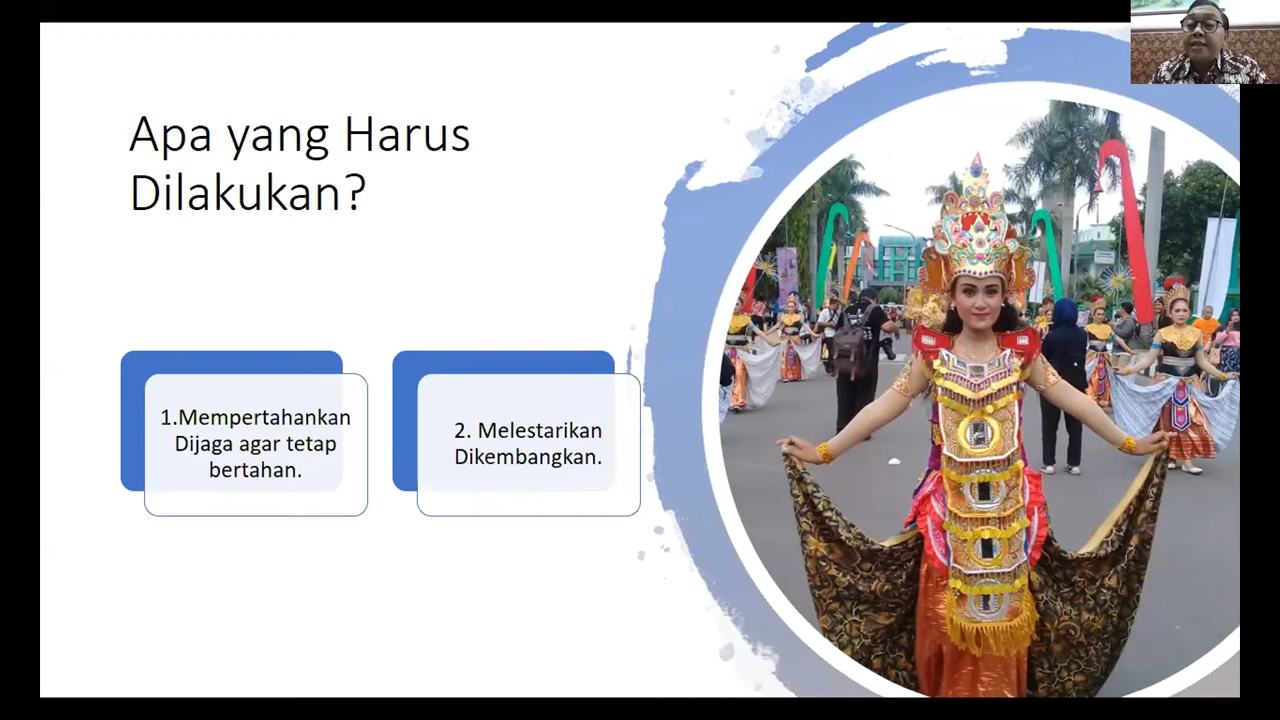 Apa yang Harus
Dilakukan?
1.Mempertahankan
Dijaga agar tetap
bertahan.
2. Melestarikan
Dikembangkan.